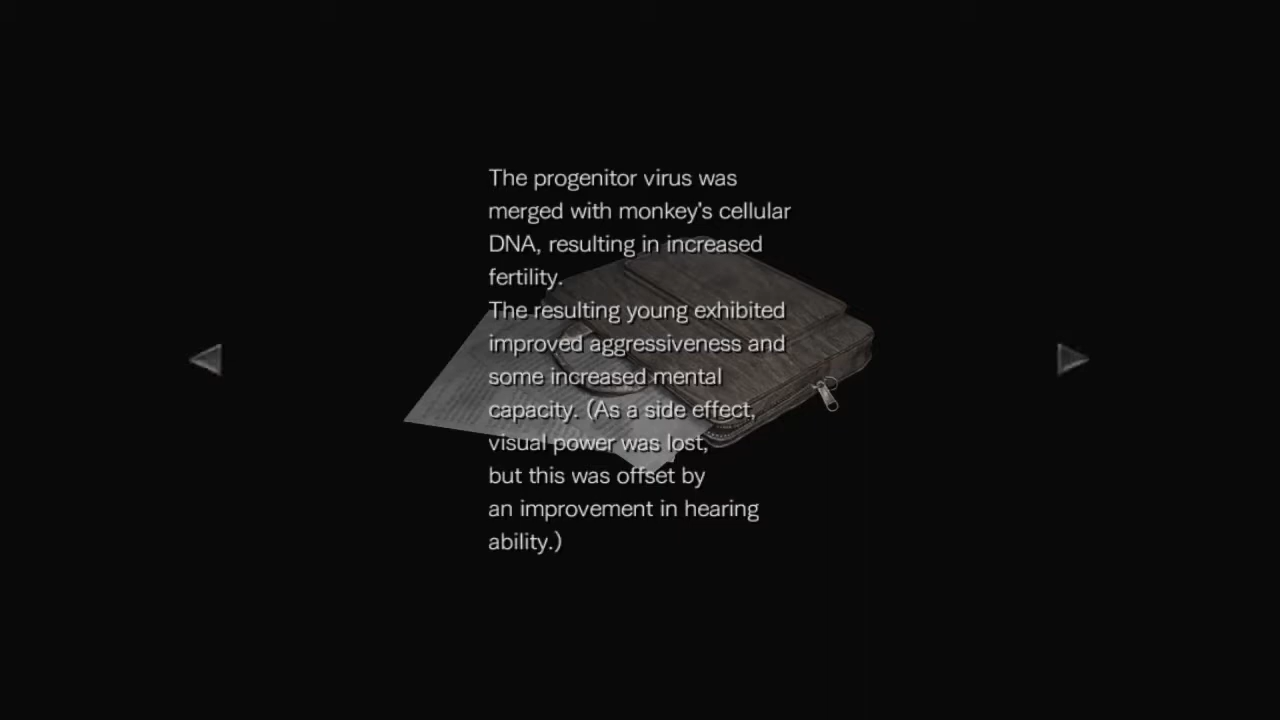 The progenitor virus was
merged with monkey's cellular
DNA, resulting in increased
fertility.
The resulting young exhibited
improved aggressiveness and
some increased mental
capacity. (As a side effect,
visual power was lost,
but this was offset by
an improvement in hearing
ability.)